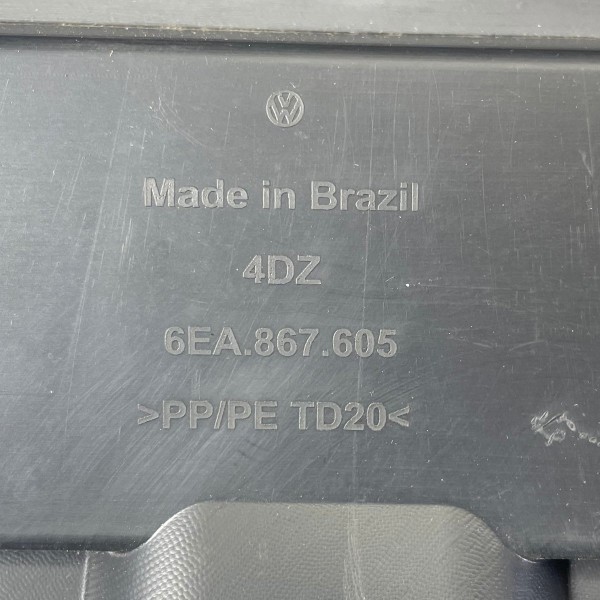 Made in Brazil
4DZ
6EA.867.605
>PP/PE TD20<